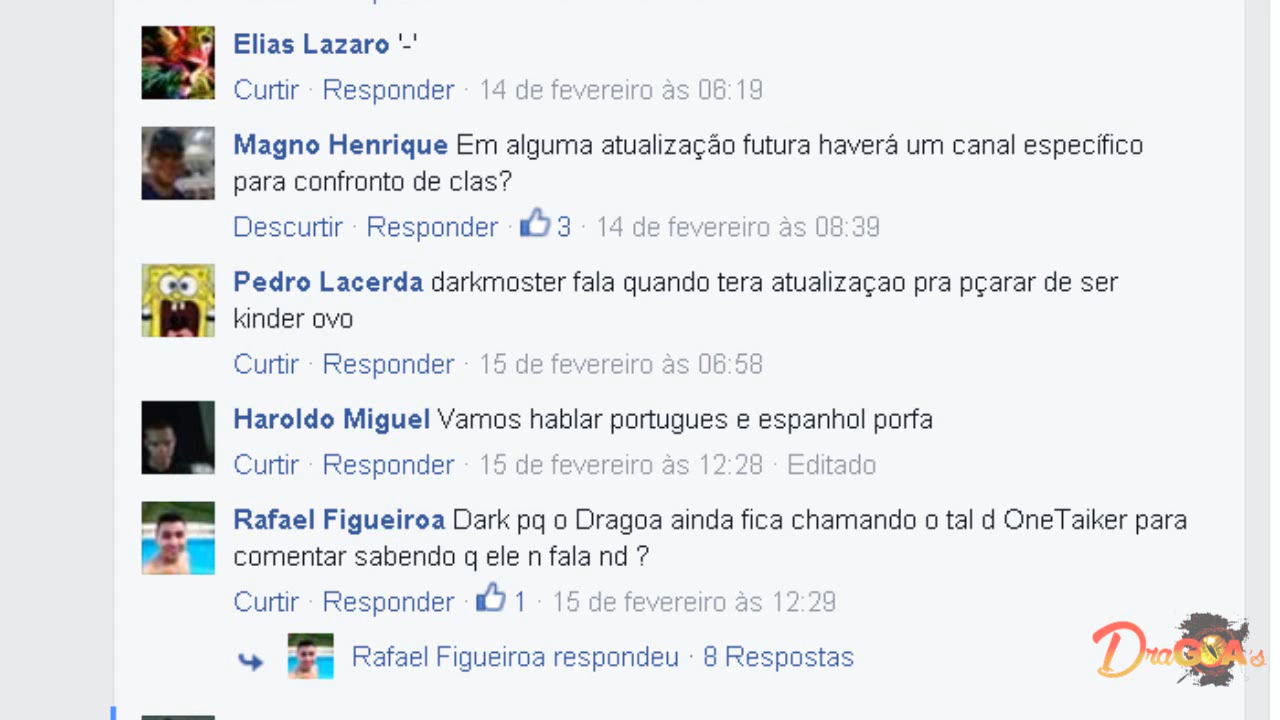 Elias Lazaro '-'
Curtir · Responder · 14 de fevereiro às 06:19
Magno Henrique Em alguma atualização futura haverá um canal específico
para confronto de clas?
Descurtir · Responder · 3 · 14 de fevereiro às 08:39
Pedro Lacerda darkmoster fala quando tera atualizaçao pra pçarar de ser
kinder ovo
Curtir · Responder · 15 de fevereiro às 06:58
Haroldo Miguel Vamos hablar portugues e espanhol porfa
Curtir · Responder · 15 de fevereiro às 12:28 · Editado
Rafael Figueiroa Dark pq o Dragoa ainda fica chamando o tal d OneTaiker para
comentar sabendo q ele n fala nd ?
Curtir · Responder · 1 · 15 de fevereiro às 12:29
Rafael Figueiroa respondeu · 8 Respostas
DraGOA's